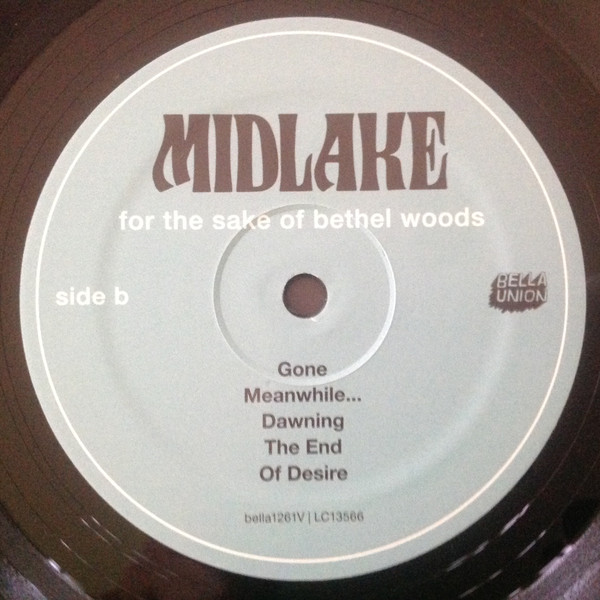 MIDLAKE
for the sake of bethel woods
side b
BELLA
UNION
Gone
Meanwhile...
Dawning
The End
Of Desire
bella1261V | LC13566